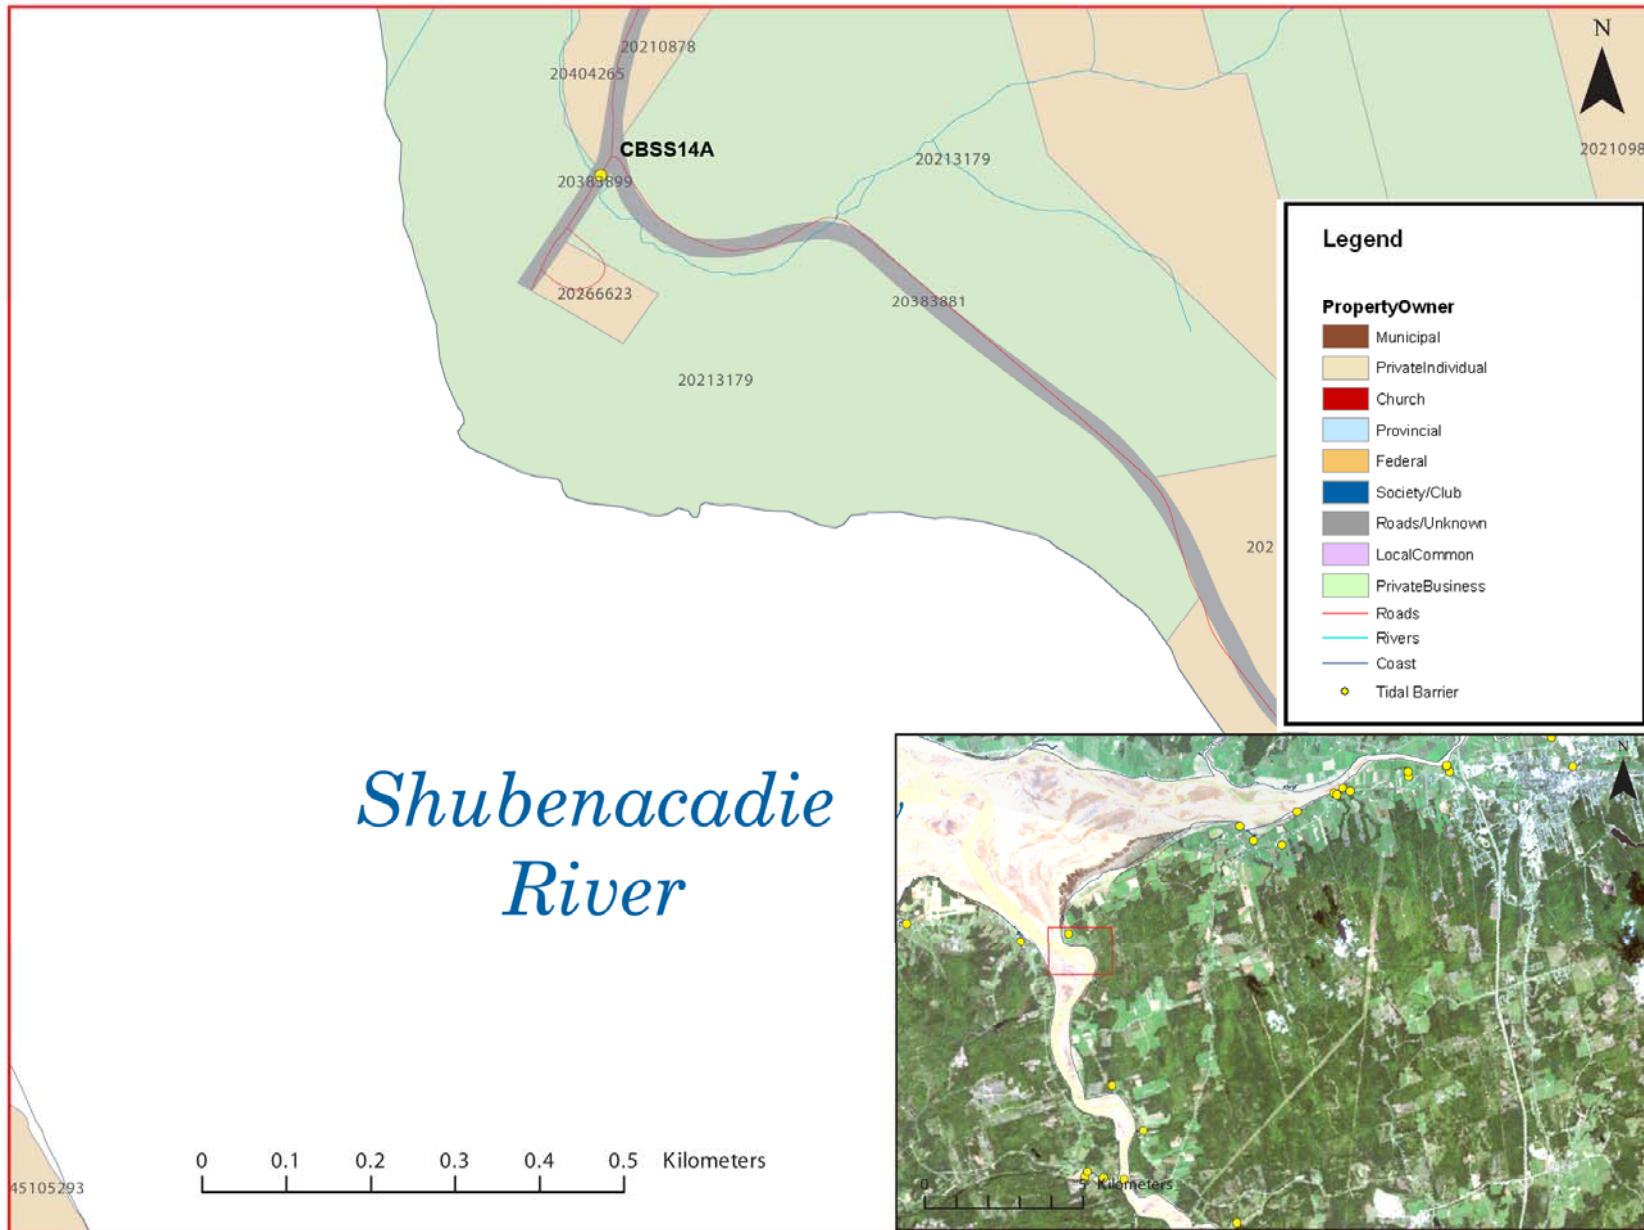 N
20210878
20404265
CBSS14A
20213179
2021098
20383899
20266623
20383881
20213179
202
Legend
PropertyOwner
Municipal
PrivateIndividual
Church
Provincial
Federal
Society/Club
Roads/Unknown
LocalCommon
PrivateBusiness
Roads
Rivers
Coast
Tidal Barrier
Shubenacadie
River
N
0 5 Kilometers
0 0.1 0.2 0.3 0.4 0.5 Kilometers
45105293